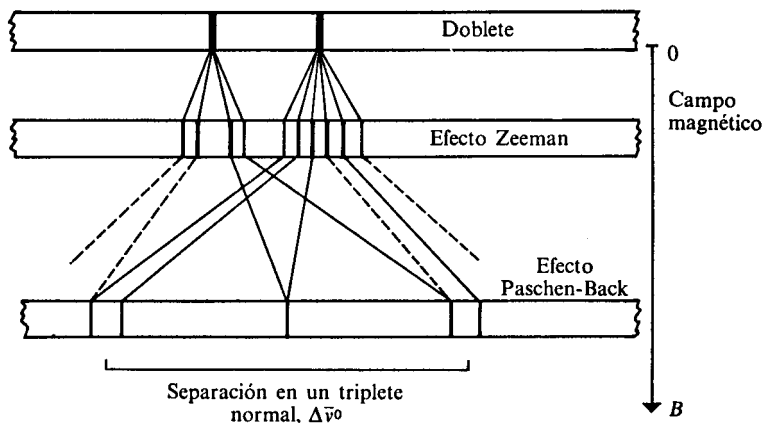 Doblete
0
Campo
magnético
Efecto Zeeman
Efecto
Paschen-Back
Separación en un triplete
normal, Δν̄⁰
B